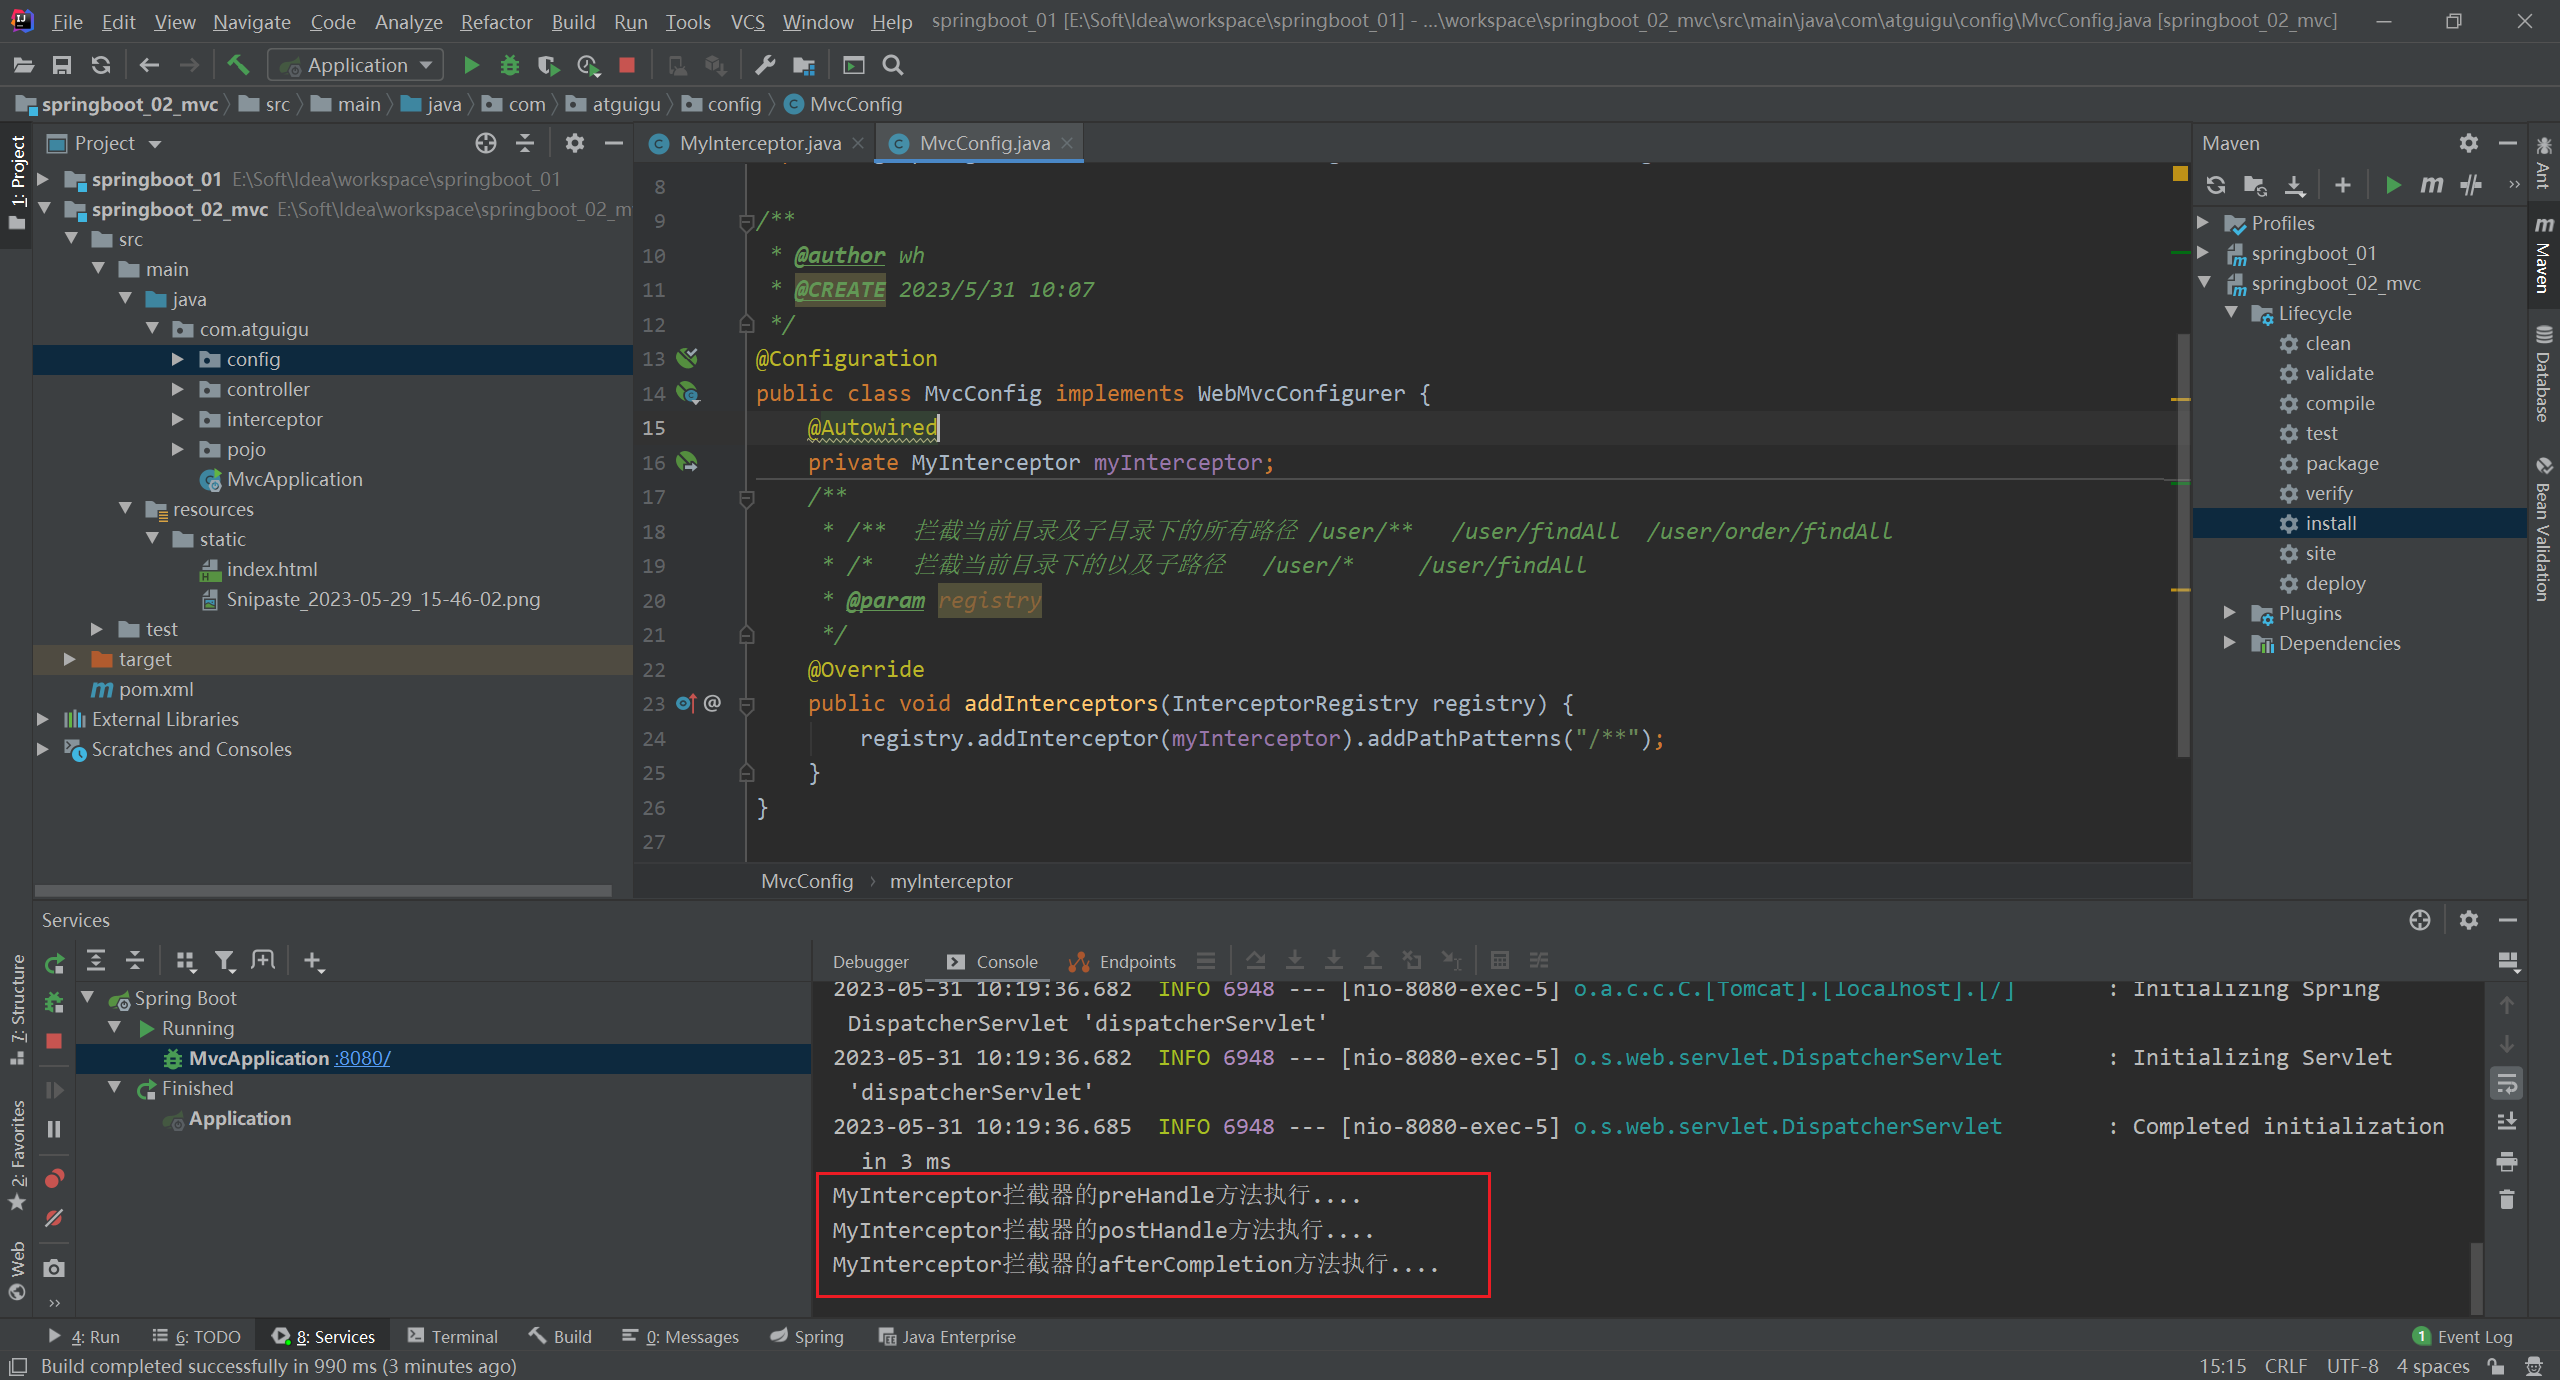 File Edit View Navigate Code Analyze Refactor Build Run Tools VCS Window Help springboot_01 [E:\Soft\Idea\workspace\springboot_01] - ...\workspace\springboot_02_mvc\src\main\java\com\atguigu\config\MvcConfig.java [springboot_02_mvc]
Application
springboot_02_mvc src main java com atguigu config MvcConfig
1: Project
Project
springboot_01 E:\Soft\Idea\workspace\springboot_01
springboot_02_mvc E:\Soft\Idea\workspace\springboot_02_m
src
main
java
com.atguigu
config
controller
interceptor
pojo
MvcApplication
resources
static
index.html
Snipaste_2023-05-29_15-46-02.png
test
target
pom.xml
External Libraries
Scratches and Consoles
MyInterceptor.java MvcConfig.java
8
9 /**
10 * @author wh
11 * @CREATE 2023/5/31 10:07
12 */
13 @Configuration
14 public class MvcConfig implements WebMvcConfigurer {
15 @Autowired
16 private MyInterceptor myInterceptor;
17 /**
18 * /** 拦截当前目录及子目录下的所有路径 /user/** /user/findAll /user/order/findAll
19 * /* 拦截当前目录下的以及子路径 /user/* /user/findAll
20 * @param registry
21 */
22 @Override
23 @ public void addInterceptors(InterceptorRegistry registry) {
24 registry.addInterceptor(myInterceptor).addPathPatterns("/**");
25 }
26 }
27
MvcConfig › myInterceptor
Maven
Profiles
springboot_01
springboot_02_mvc
Lifecycle
clean
validate
compile
test
package
verify
install
site
deploy
Plugins
Dependencies
Ant
Maven
Database
Bean Validation
Services
Spring Boot
Running
MvcApplication :8080/
Finished
Application
7: Structure
2: Favorites
Web
Debugger Console Endpoints
2023-05-31 10:19:36.682 INFO 6948 --- [nio-8080-exec-5] o.a.c.c.C.[Tomcat].[localhost].[/] : Initializing Spring
DispatcherServlet 'dispatcherServlet'
2023-05-31 10:19:36.682 INFO 6948 --- [nio-8080-exec-5] o.s.web.servlet.DispatcherServlet : Initializing Servlet
'dispatcherServlet'
2023-05-31 10:19:36.685 INFO 6948 --- [nio-8080-exec-5] o.s.web.servlet.DispatcherServlet : Completed initialization
in 3 ms
MyInterceptor拦截器的preHandle方法执行....
MyInterceptor拦截器的postHandle方法执行....
MyInterceptor拦截器的afterCompletion方法执行....
4: Run 6: TODO 8: Services Terminal Build 0: Messages Spring Java Enterprise 1 Event Log
Build completed successfully in 990 ms (3 minutes ago) 15:15 CRLF UTF-8 4 spaces